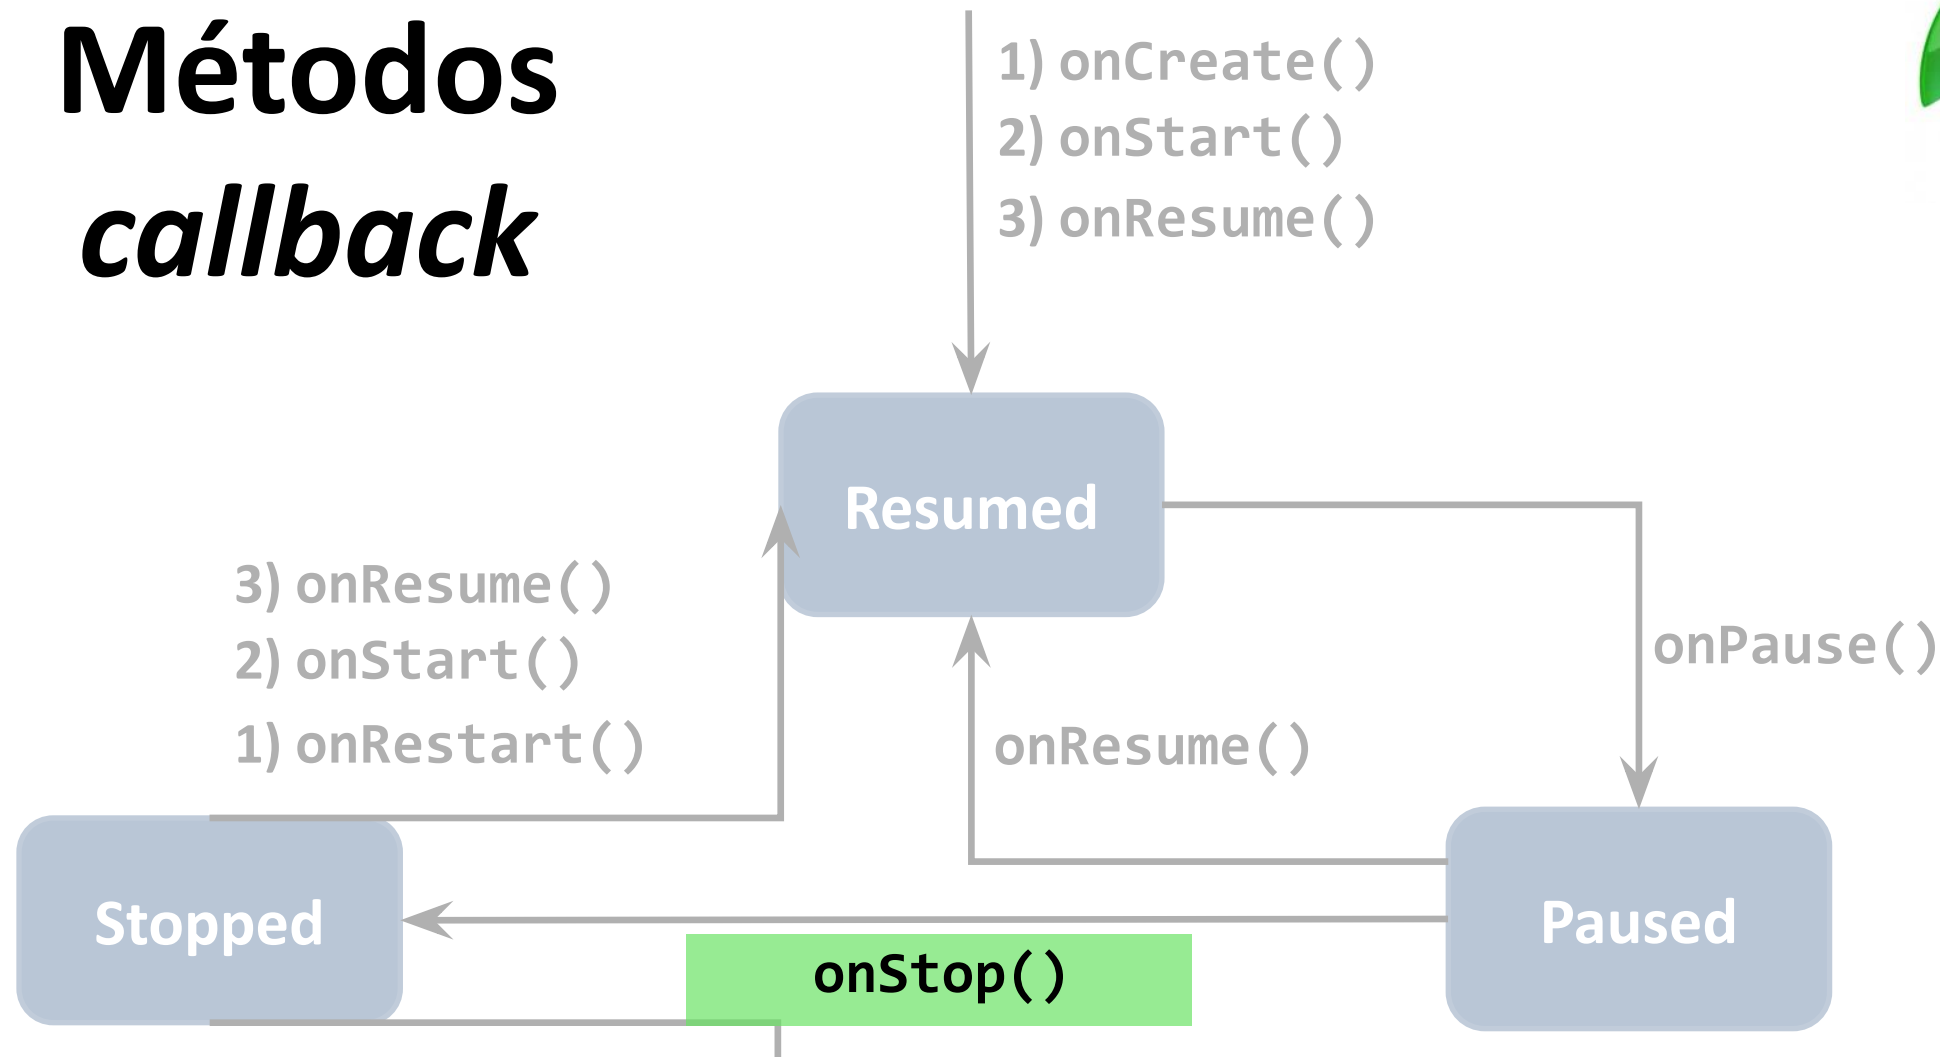 Métodos
callback
1) onCreate()
2) onStart()
3) onResume()
Resumed
3) onResume()
2) onStart()
1) onRestart()
onPause()
onResume()
Stopped
Paused
onStop()